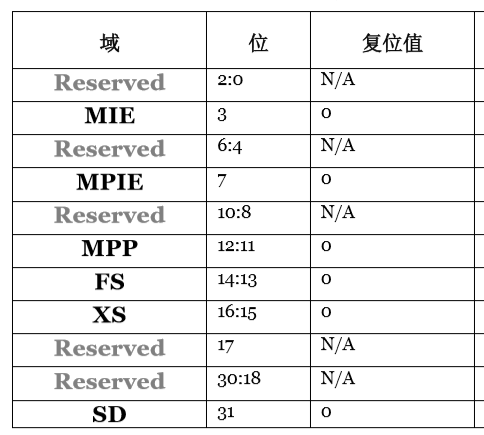 域 位 复位值
Reserved 2:0 N/A
MIE 3 0
Reserved 6:4 N/A
MPIE 7 0
Reserved 10:8 N/A
MPP 12:11 0
FS 14:13 0
XS 16:15 0
Reserved 17 N/A
Reserved 30:18 N/A
SD 31 0